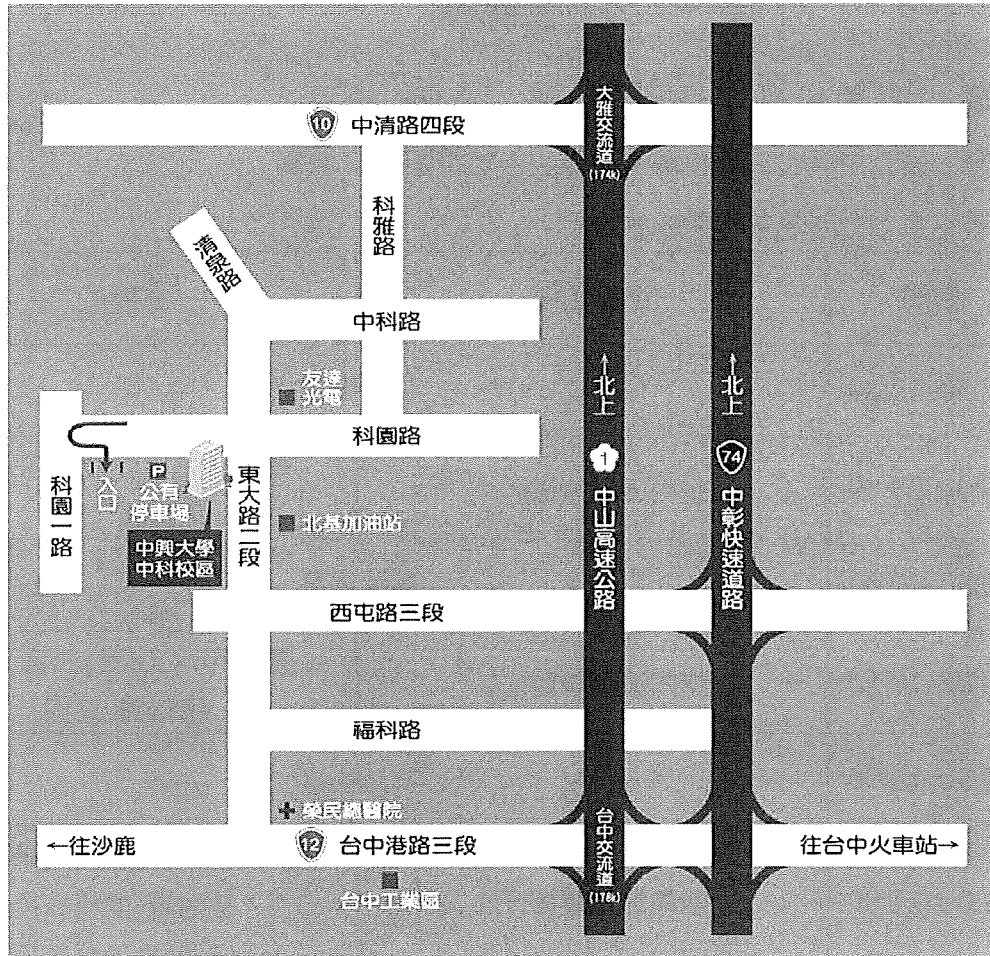 10 中清路四段
大雅交流道
(174k)
科雅路
清泉路
中科路
友達
光電
←北上
←北上
科園路
科園一路
入口
P
公有
停車場
東大路二段
1
中山高速公路
74
中彰快速道路
北基加油站
中興大學
中科校區
西屯路三段
福科路
榮民總醫院
←往沙鹿
12 台中港路三段
台中交流道
(178k)
往台中火車站→
台中工業區